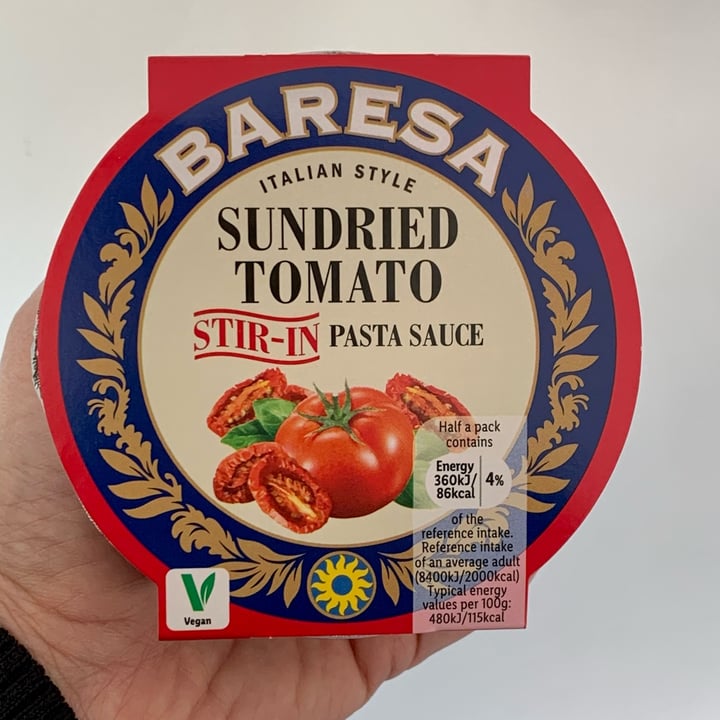 BARESA
ITALIAN STYLE
SUNDRIED
TOMATO
STIR-IN PASTA SAUCE
Half a pack
contains
Energy
360kJ/
86kcal
4%
of the
reference intake.
Reference intake
of an average adult
(8400kJ/2000kcal)
Typical energy
values per 100g:
480kJ/115kcal
Vegan